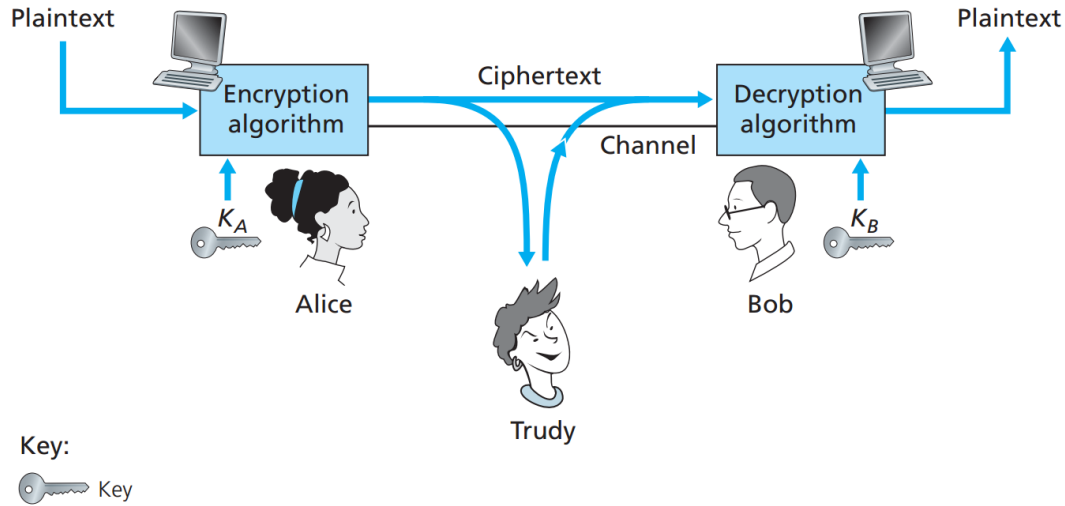 Plaintext
Plaintext
Ciphertext
Encryption
algorithm
Decryption
algorithm
Channel
K_A
K_B
Alice
Bob
Trudy
Key:
Key